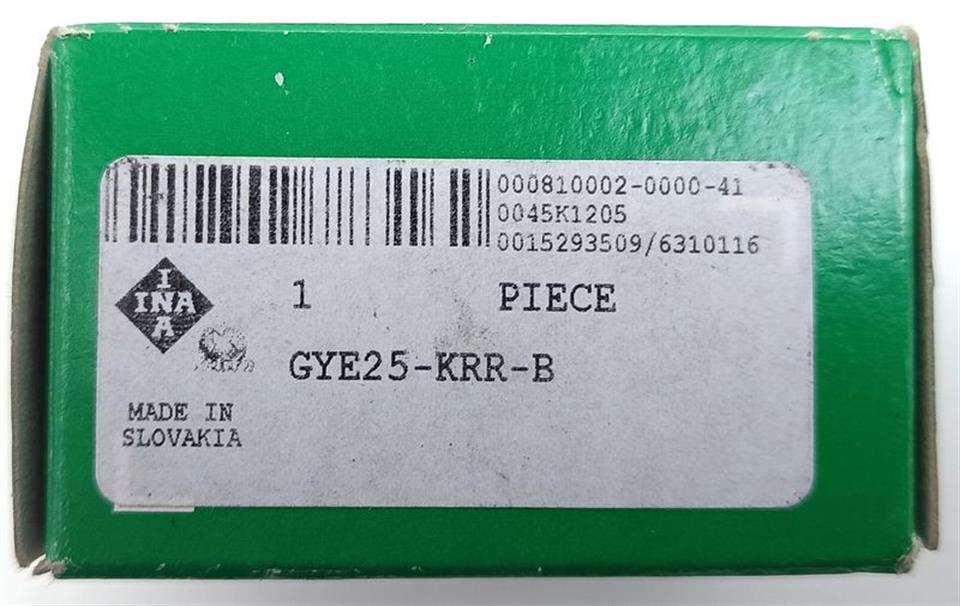 000810002-0000-41
0045K1205
0015293509/6310116
I
INA
A
1 PIECE
GYE25-KRR-B
MADE IN
SLOVAKIA